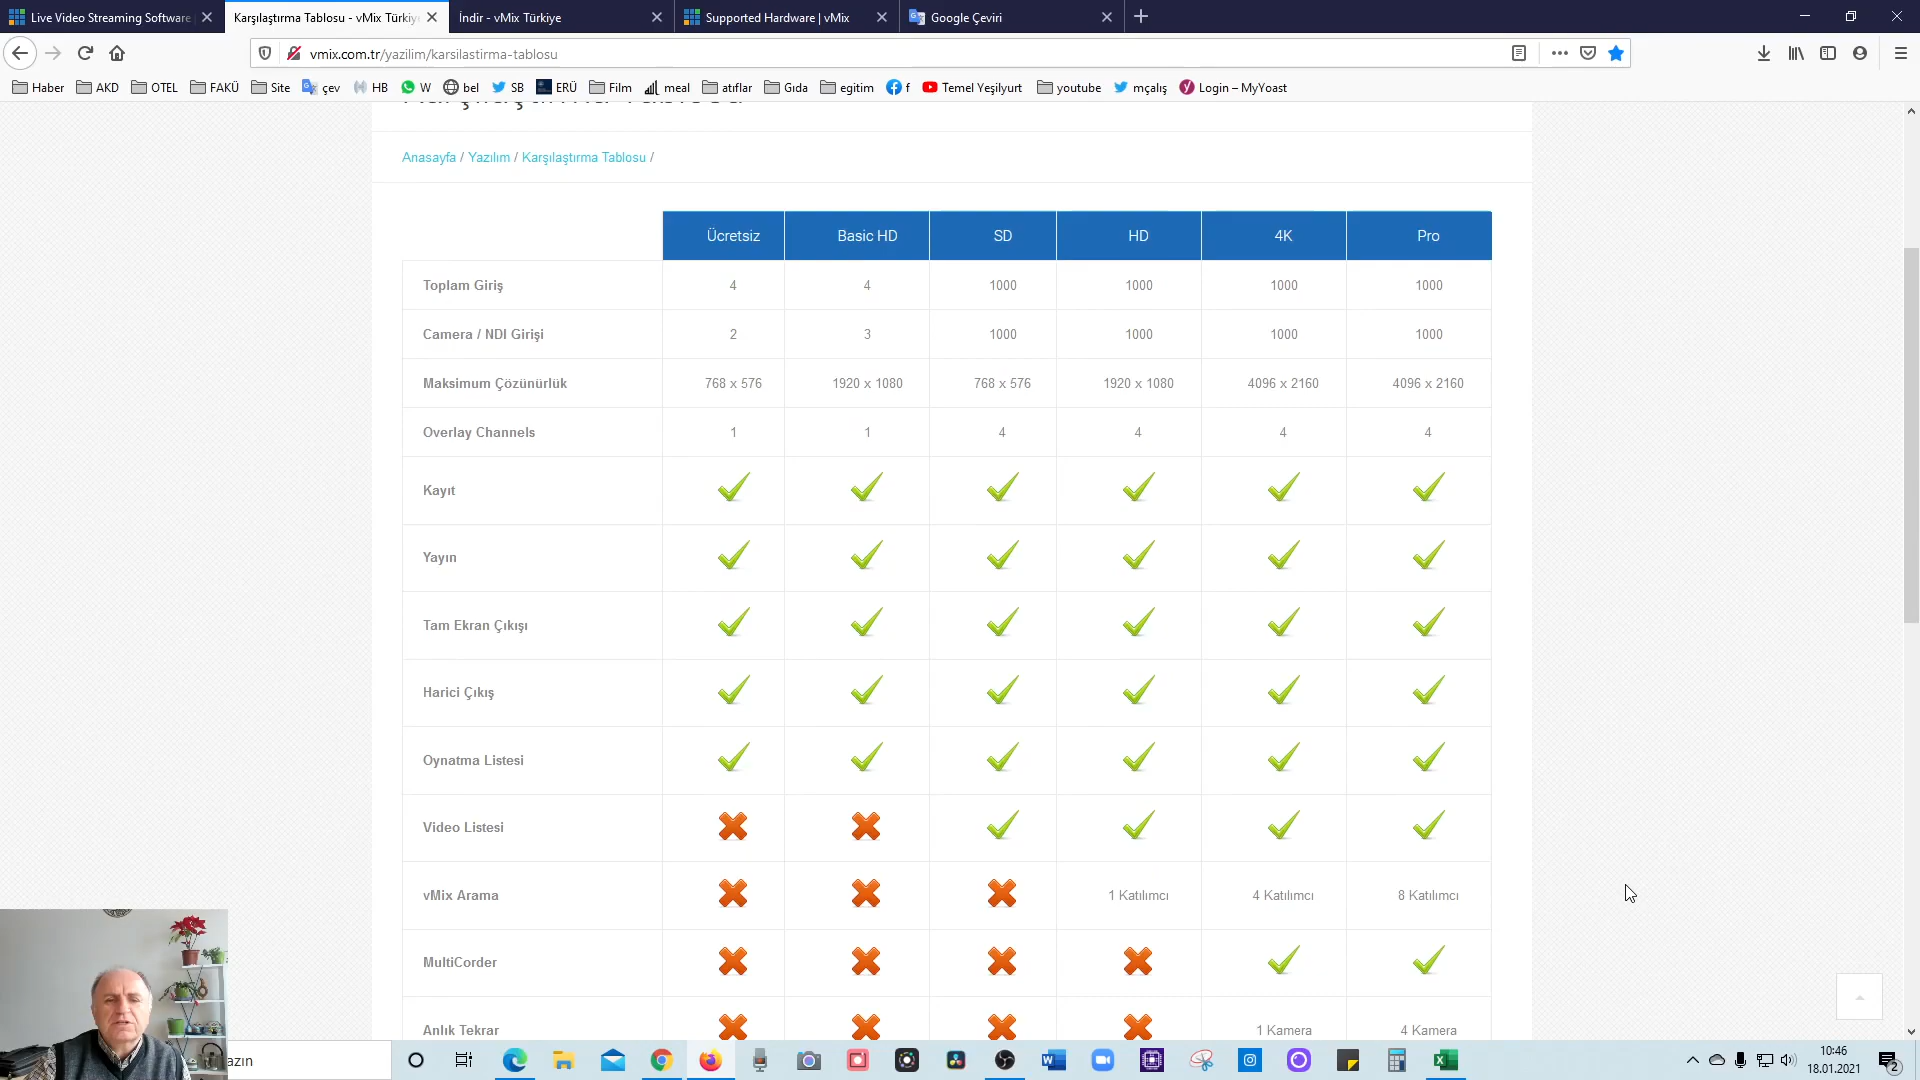 Live Video Streaming Software
Karşılaştırma Tablosu - vMix Türkiy
İndir - vMix Türkiye
Supported Hardware | vMix
Google Çeviri
vmix.com.tr/yazilim/karsilastirma-tablosu
Haber AKD OTEL FAKÜ Site çev HB W bel SB ERÜ Film meal atıflar Gıda egitim f Temel Yeşilyurt youtube mçalış Login – MyYoast
Anasayfa / Yazılım / Karşılaştırma Tablosu /
Ücretsiz Basic HD SD HD 4K Pro
Toplam Giriş 4 4 1000 1000 1000 1000
Camera / NDI Girişi 2 3 1000 1000 1000 1000
Maksimum Çözünürlük 768 x 576 1920 x 1080 768 x 576 1920 x 1080 4096 x 2160 4096 x 2160
Overlay Channels 1 1 4 4 4 4
Kayıt
Yayın
Tam Ekran Çıkışı
Harici Çıkış
Oynatma Listesi
Video Listesi
vMix Arama 1 Katılımcı 4 Katılımcı 8 Katılımcı
MultiCorder
Anlık Tekrar 1 Kamera 4 Kamera
azın
10:46
18.01.2021
2